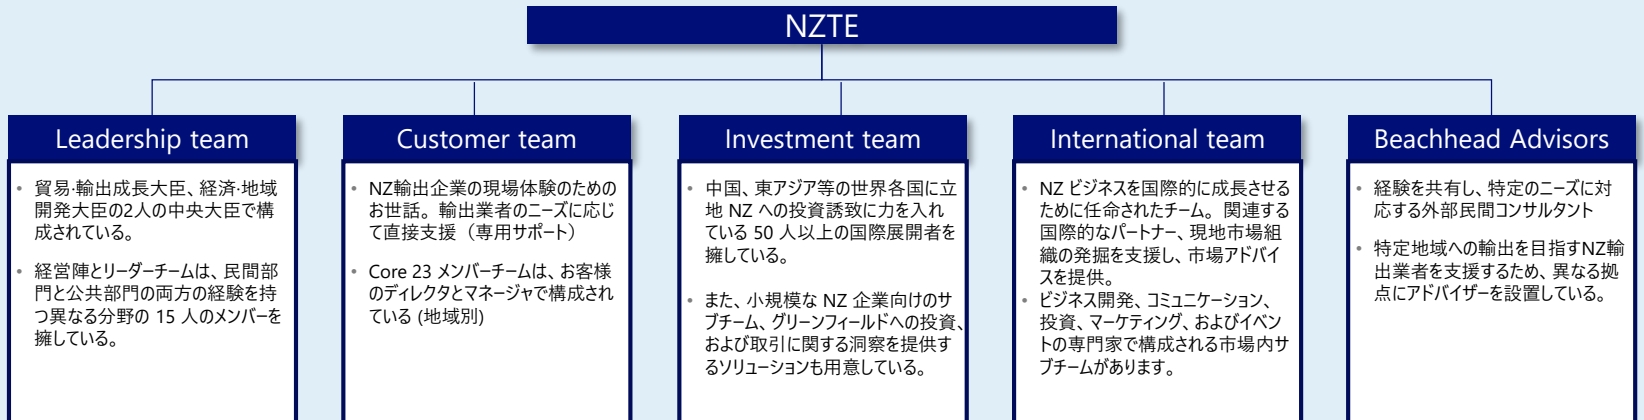 NZTE
Leadership team
• 貿易·輸出成長大臣、経済·地域
開発大臣の2人の中央大臣で構
成されている。
• 経営陣とリーダーチームは、民間部
門と公共部門の両方の経験を持
つ異なる分野の 15 人のメンバーを
擁している。
Customer team
• NZ輸出企業の現場体験のための
お世話。輸出業者のニーズに応じ
て直接支援（専用サポート）
• Core 23 メンバーチームは、お客様
のディレクタとマネージャで構成され
ている (地域別)
Investment team
• 中国、東アジア等の世界各国に立
地 NZ への投資誘致に力を入れ
ている 50 人以上の国際展開者を
擁している。
• また、小規模な NZ 企業向けのサ
ブチーム、グリーンフィールドへの投資、
および取引に関する洞察を提供す
るソリューションも用意している。
International team
• NZ ビジネスを国際的に成長させる
ために任命されたチーム。関連する
国際的なパートナー、現地市場組
織の発掘を支援し、市場アドバイ
スを提供。
• ビジネス開発、コミュニケーション、
投資、マーケティング、およびイベン
トの専門家で構成される市場内サ
ブチームがあります。
Beachhead Advisors
• 経験を共有し、特定のニーズに対
応する外部民間コンサルタント
• 特定地域への輸出を目指すNZ輸
出業者を支援するため、異なる拠
点にアドバイザーを設置している。